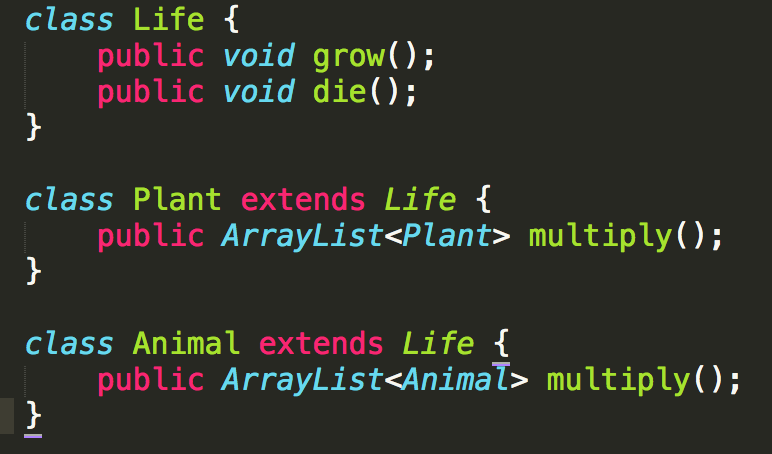 class Life {
    public void grow();
    public void die();
}
class Plant extends Life {
    public ArrayList<Plant> multiply();
}
class Animal extends Life {
    public ArrayList<Animal> multiply();
}